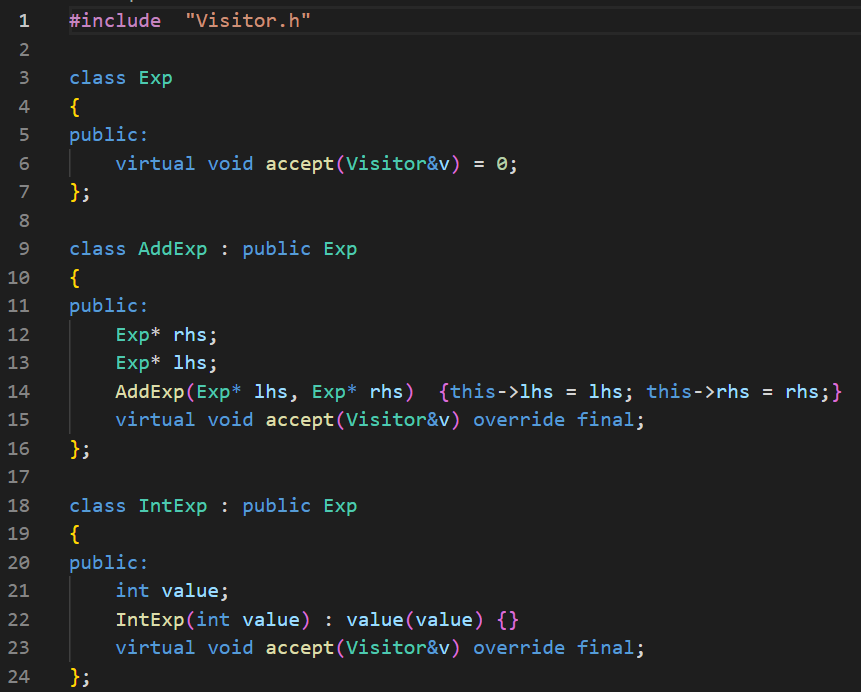 1 #include  "Visitor.h"
2
3 class Exp
4 {
5 public:
6     virtual void accept(Visitor&v) = 0;
7 };
8
9 class AddExp : public Exp
10 {
11 public:
12     Exp* rhs;
13     Exp* lhs;
14     AddExp(Exp* lhs, Exp* rhs)  {this->lhs = lhs; this->rhs = rhs;}
15     virtual void accept(Visitor&v) override final;
16 };
17
18 class IntExp : public Exp
19 {
20 public:
21     int value;
22     IntExp(int value) : value(value) {}
23     virtual void accept(Visitor&v) override final;
24 };